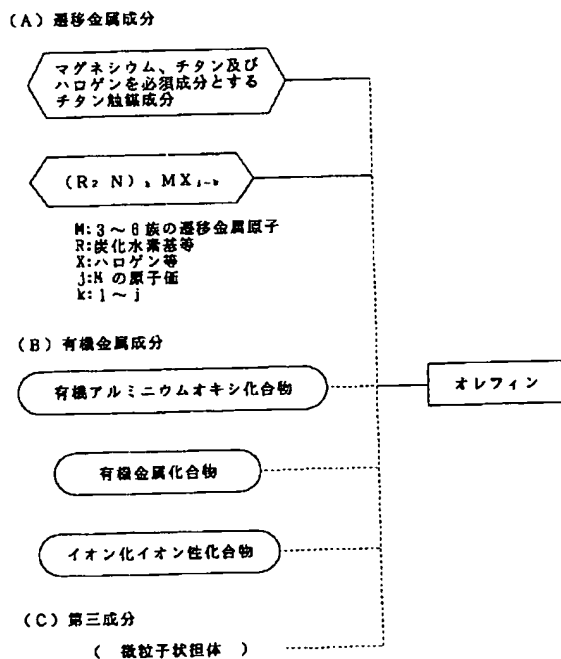 (A) 遷移金属成分
マグネシウム、チタン及び
ハロゲンを必須成分とする
チタン触媒成分
(R₂ N)ₖ MXⱼ₋ₖ
M:3～6族の遷移金属原子
R:炭化水素基等
X:ハロゲン等
j:Mの原子価
k:1～j
(B) 有機金属成分
有機アルミニウムオキシ化合物
オレフィン
有機金属化合物
イオン化イオン性化合物
(C) 第三成分
( 微粒子状担体 )